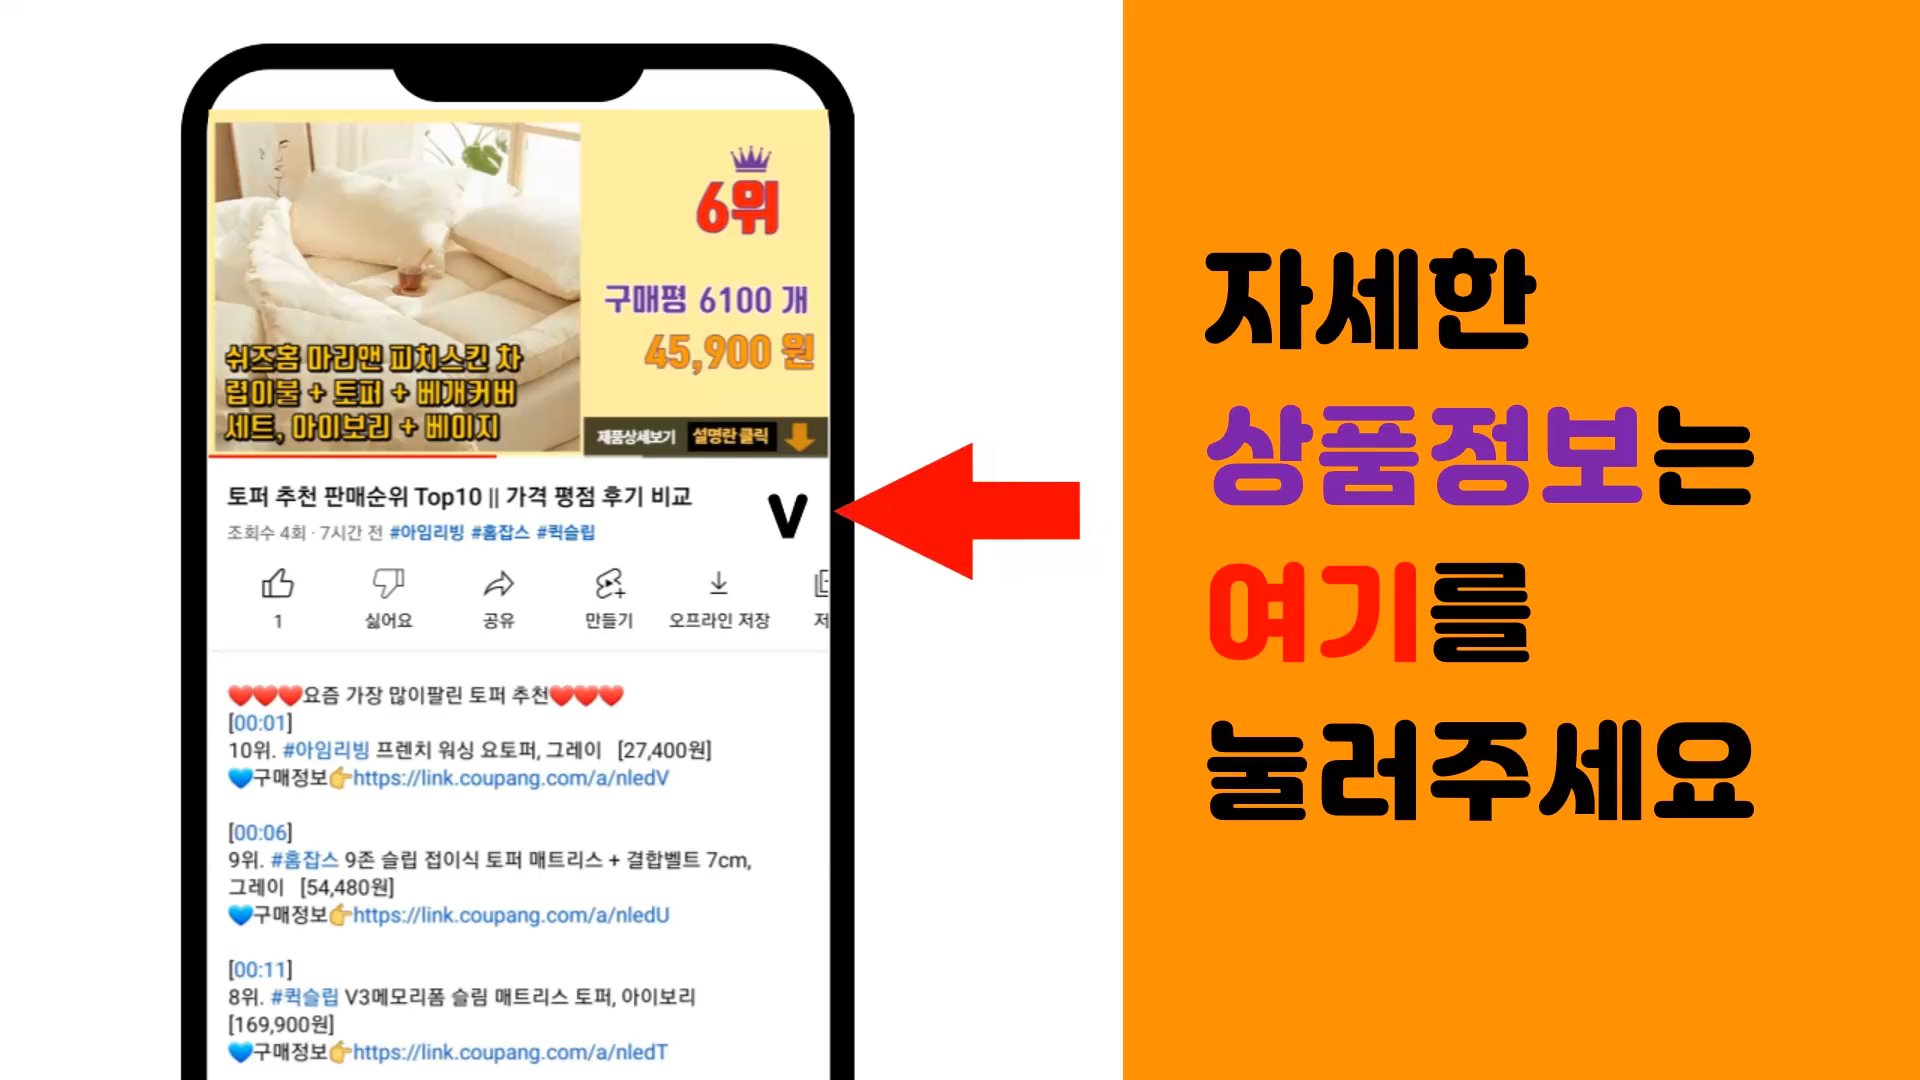 6위
구매평 6100 개
45,900 원
쉬즈홈 마리앤 피치스킨 차
렵이불 + 토퍼 + 베개커버
세트, 아이보리 + 베이지
제품상세보기 설명란 클릭
토퍼 추천 판매순위 Top10 || 가격 평점 후기 비교
V
조회수 4회 · 7시간 전 #아임리빙 #홈잡스 #퀵슬립
1 싫어요 공유 만들기 오프라인 저장 저
❤❤❤요즘 가장 많이팔린 토퍼 추천❤❤❤
[00:01]
10위. #아임리빙 프렌치 워싱 요토퍼, 그레이 [27,400원]
💙구매정보👉https://link.coupang.com/a/nledV
[00:06]
9위. #홈잡스 9존 슬립 접이식 토퍼 매트리스 + 결합벨트 7cm,
그레이 [54,480원]
💙구매정보👉https://link.coupang.com/a/nledU
[00:11]
8위. #퀵슬립 V3메모리폼 슬림 매트리스 토퍼, 아이보리
[169,900원]
💙구매정보👉https://link.coupang.com/a/nledT
자세한
상품정보는
여기를
눌러주세요